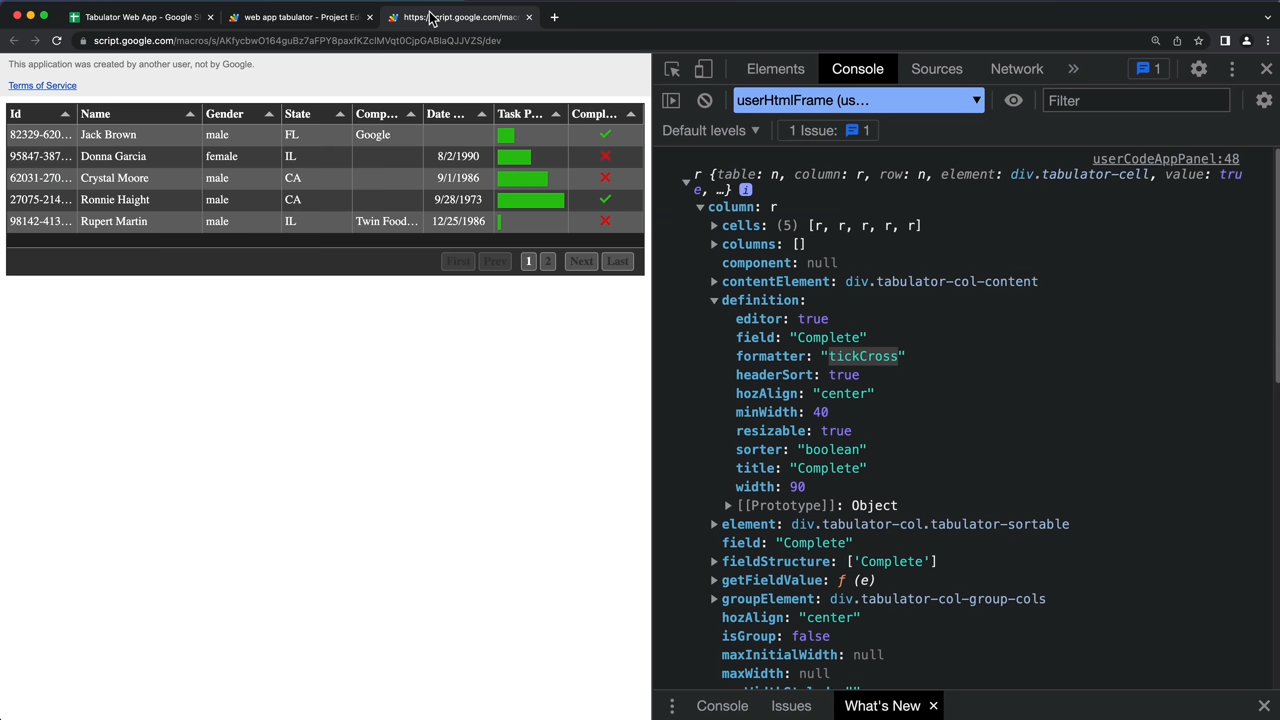 Tabulator Web App - Google S
web app tabulator - Project Ed
https://script.google.com/mac
script.google.com/macros/s/AKfycbwO164guBz7aFPY8paxfKZclMVqt0CjpGABIaQJJVZS/dev
This application was created by another user, not by Google.
Terms of Service
Id Name Gender State Comp... Date ... Task P... Compl...
82329-620... Jack Brown male FL Google
95847-387... Donna Garcia female IL 8/2/1990
62031-270... Crystal Moore male CA 9/1/1986
27075-214... Ronnie Haight male CA 9/28/1973
98142-413... Rupert Martin male IL Twin Food... 12/25/1986
First Prev 1 2 Next Last
Elements Console Sources Network » 1
userHtmlFrame (us... Filter
Default levels 1 Issue: 1
userCodeAppPanel:48
r {table: n, column: r, row: n, element: div.tabulator-cell, value: tru
e, …}
column: r
cells: (5) [r, r, r, r, r]
columns: []
component: null
contentElement: div.tabulator-col-content
definition:
editor: true
field: "Complete"
formatter: "tickCross"
headerSort: true
hozAlign: "center"
minWidth: 40
resizable: true
sorter: "boolean"
title: "Complete"
width: 90
[[Prototype]]: Object
element: div.tabulator-col.tabulator-sortable
field: "Complete"
fieldStructure: ['Complete']
getFieldValue: ƒ (e)
groupElement: div.tabulator-col-group-cols
hozAlign: "center"
isGroup: false
maxInitialWidth: null
maxWidth: null
Console Issues What's New